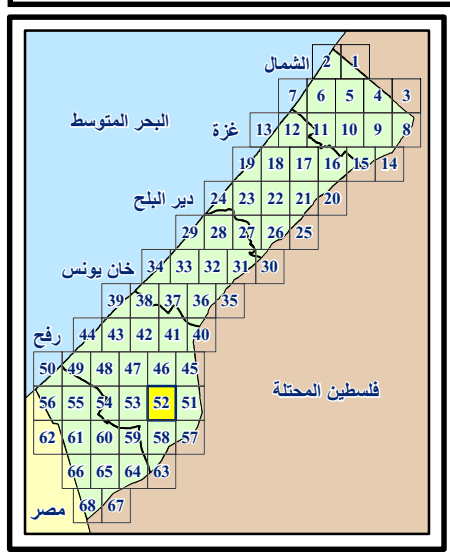 الشمال
2 1
7 6 5 4 3
البحر المتوسط
غزة
13 12 11 10 9 8
19 18 17 16 15 14
دير البلح
24 23 22 21 20
29 28 27 26 25
خان يونس
34 33 32 31 30
39 38 37 36 35
رفح
44 43 42 41 40
50 49 48 47 46 45
فلسطين المحتلة
56 55 54 53 52 51
62 61 60 59 58 57
66 65 64 63
مصر
68 67